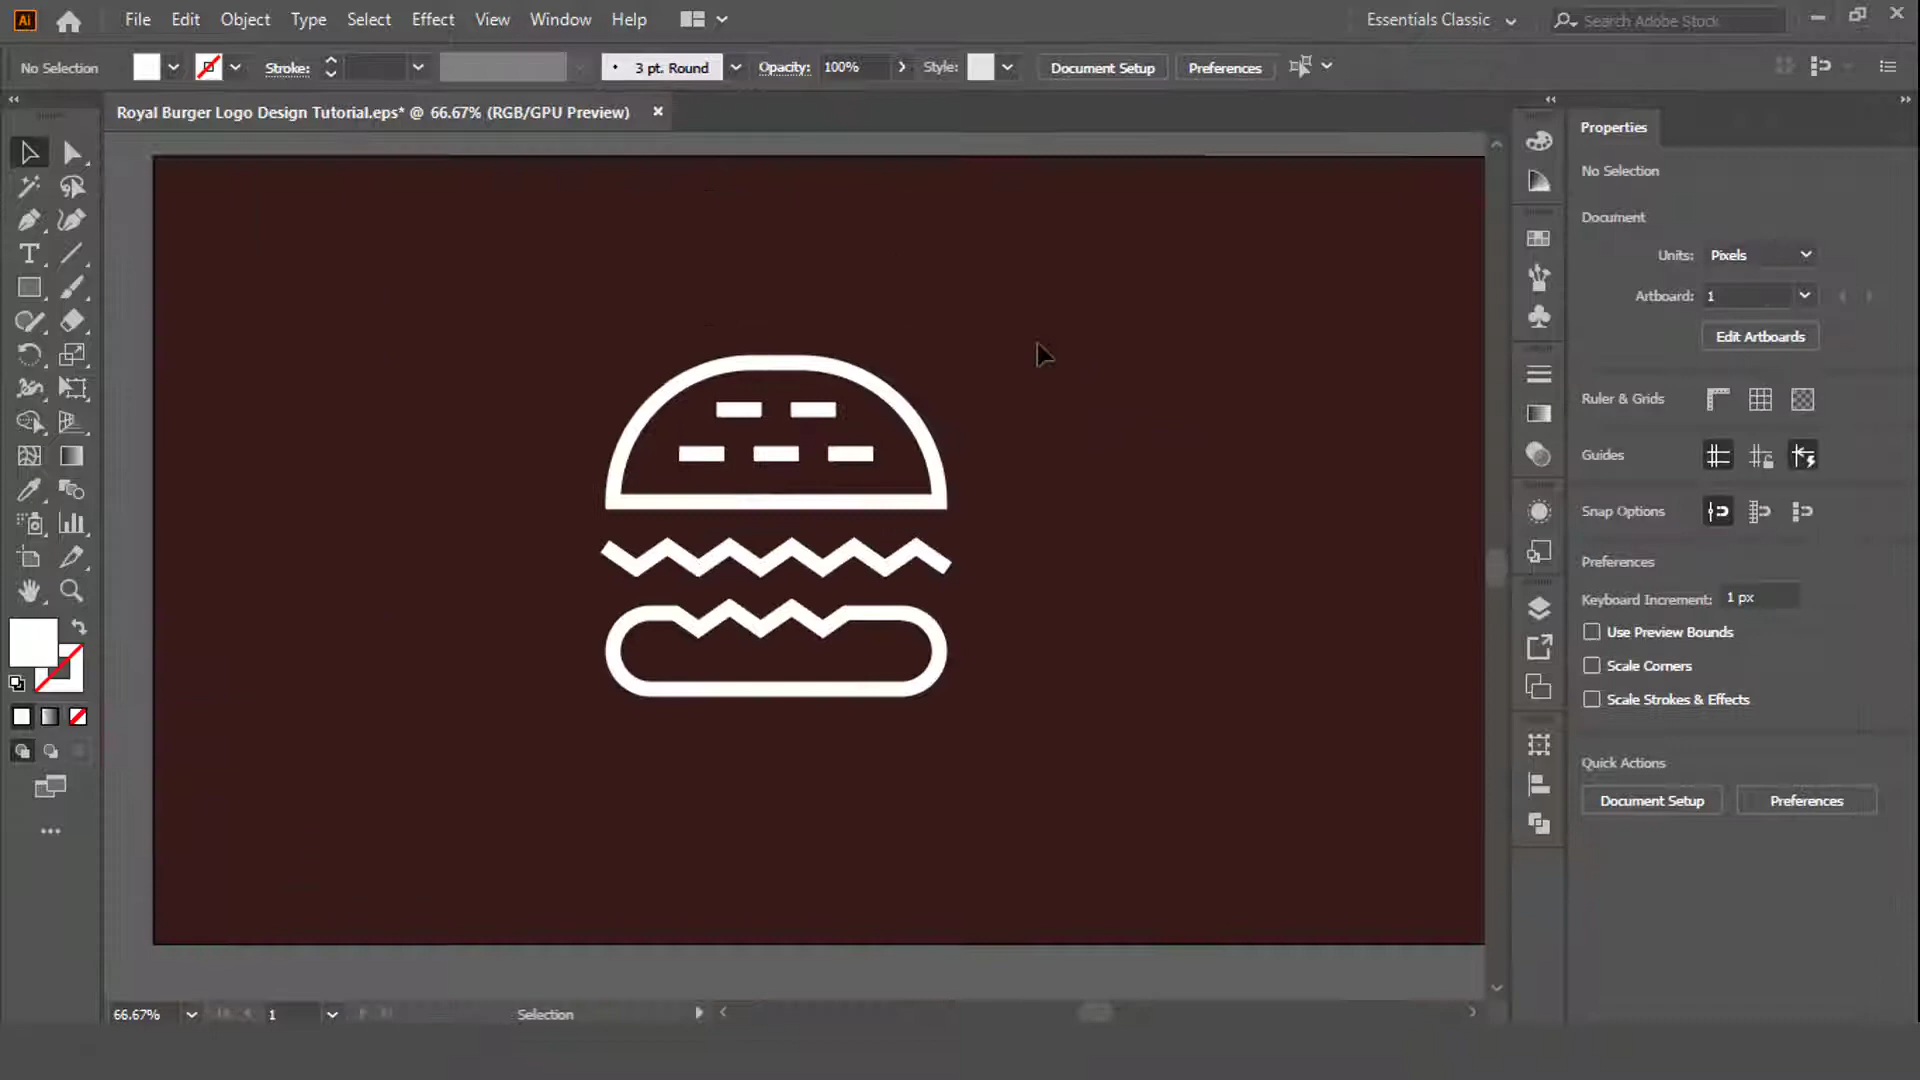 Ai File Edit Object Type Select Effect View Window Help Essentials Classic Search Adobe Stock
No Selection Stroke: 3 pt. Round Opacity: 100% Style: Document Setup Preferences
Royal Burger Logo Design Tutorial.eps* @ 66.67% (RGB/GPU Preview)
Properties
No Selection
Document
Units: Pixels
Artboard: 1
Edit Artboards
Ruler & Grids
Guides
Snap Options
Preferences
Keyboard Increment: 1 px
Use Preview Bounds
Scale Corners
Scale Strokes & Effects
Quick Actions
Document Setup Preferences
66.67% 1 Selection